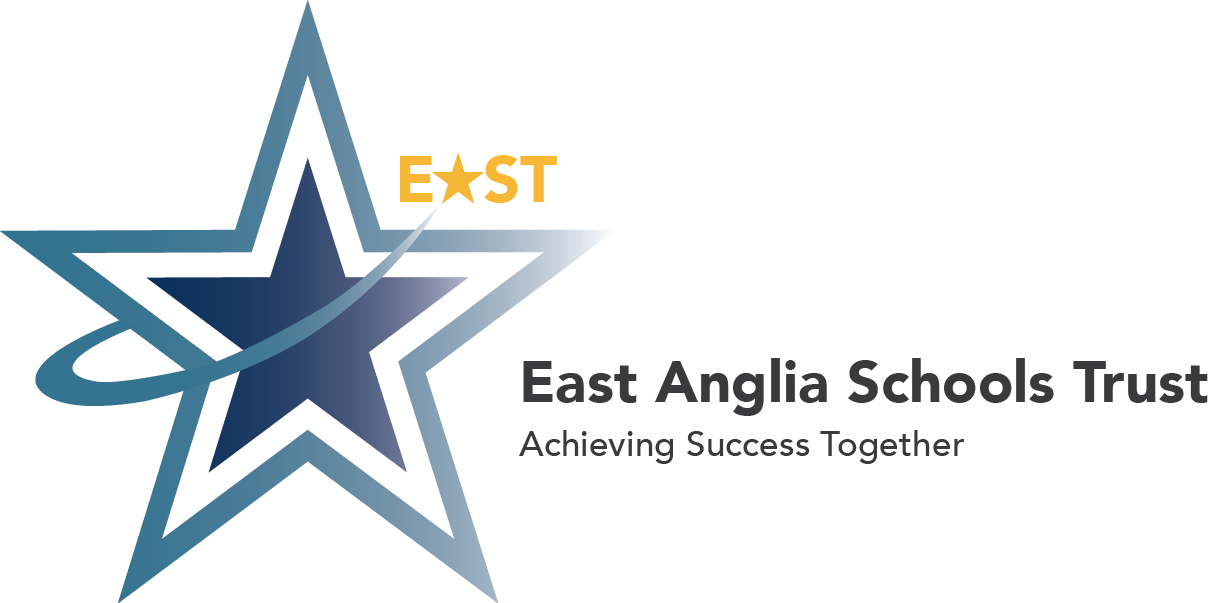 E★ST
East Anglia Schools Trust
Achieving Success Together